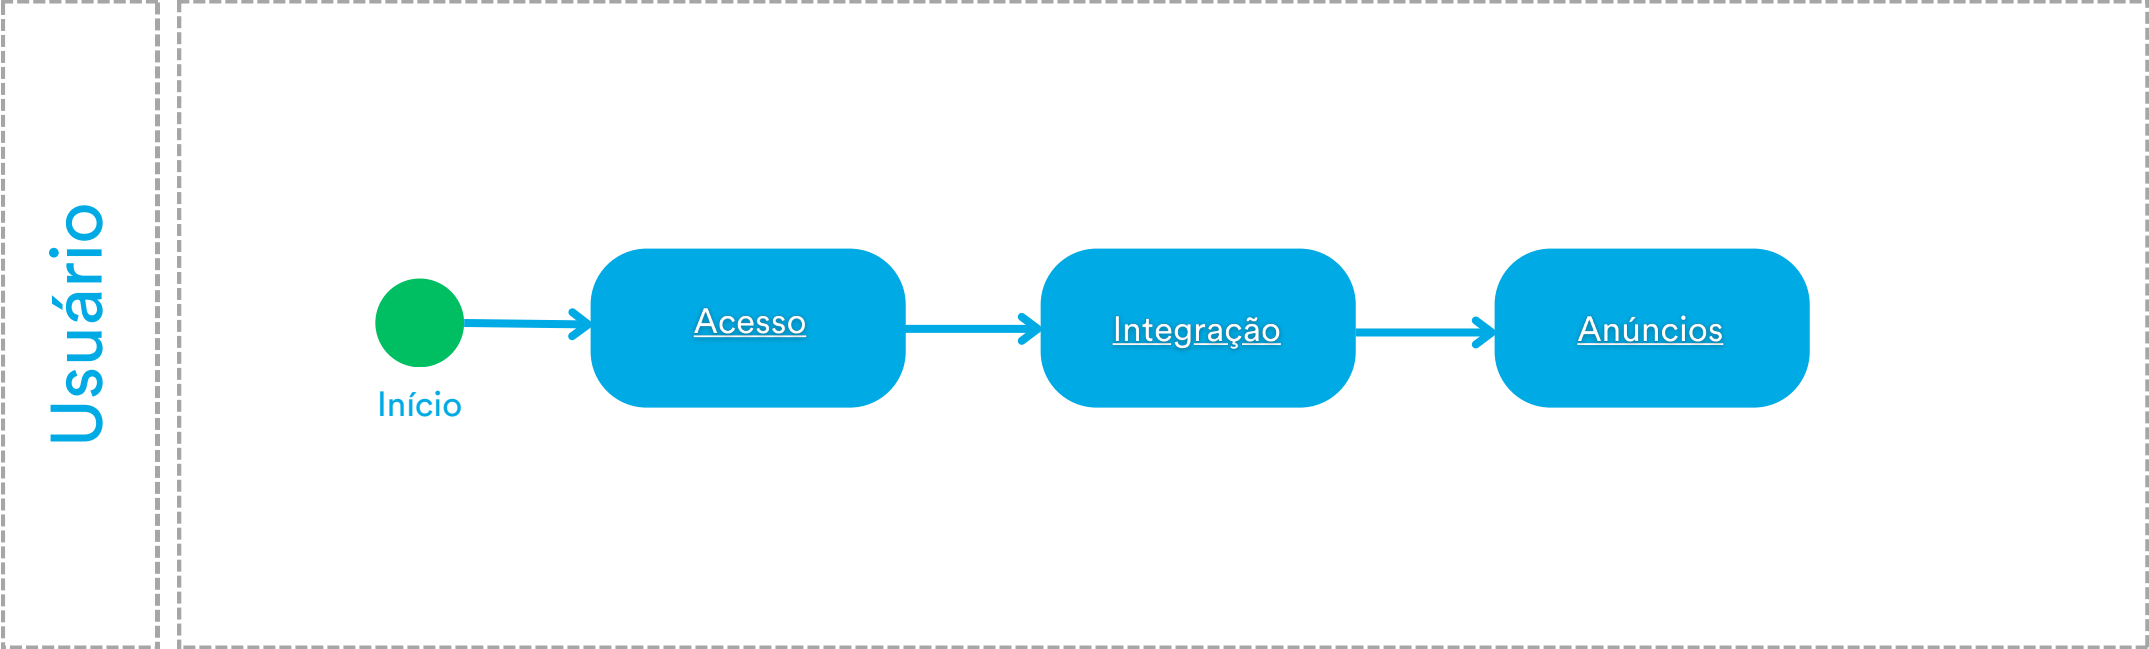 Usuário
Início
Acesso
Integração
Anúncios